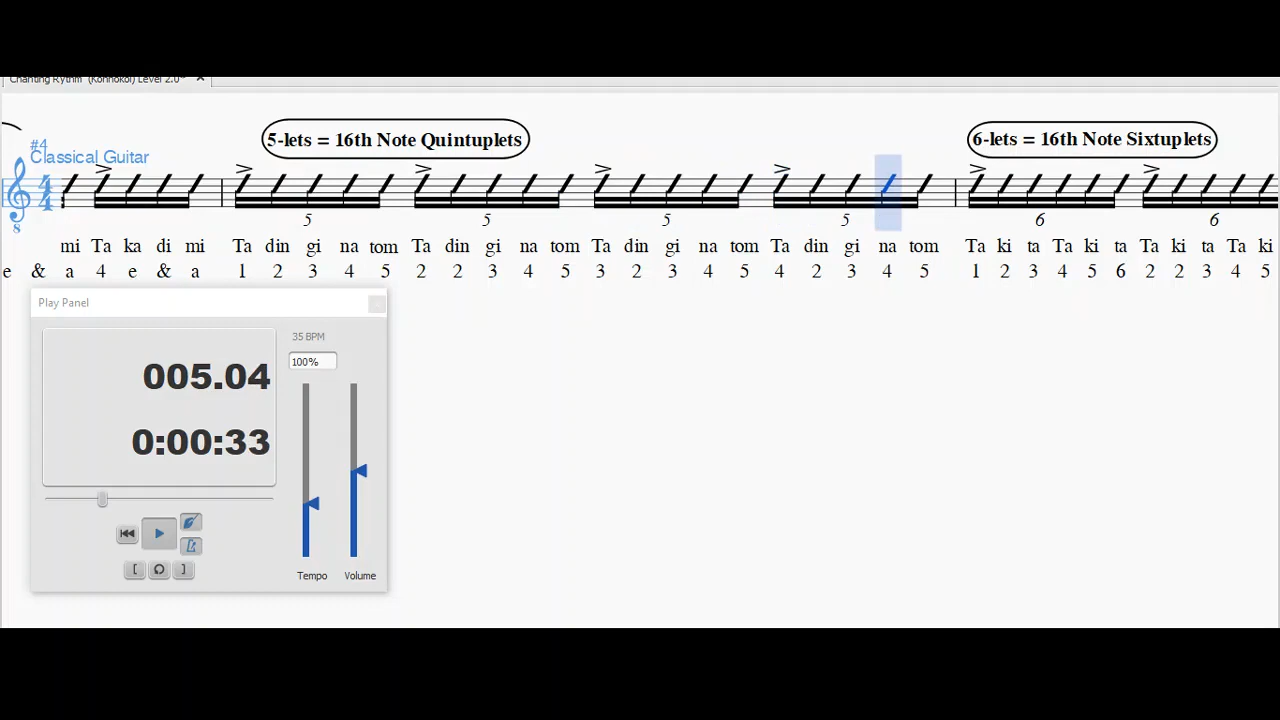 Chanting Rythm (Konnokol) Level 2.0*
5-lets = 16th Note Quintuplets
6-lets = 16th Note Sixtuplets
#4
Classical Guitar
4
4
8
5 5 5 5 6 6
mi Ta ka di mi Ta din gi na tom Ta din gi na tom Ta din gi na tom Ta din gi na tom Ta ki ta Ta ki ta Ta ki ta Ta ki
e & a 4 e & a 1 2 3 4 5 2 2 3 4 5 3 2 3 4 5 4 2 3 4 5 1 2 3 4 5 6 2 2 3 4 5
Play Panel
35 BPM
100%
005.04
0:00:33
Tempo Volume